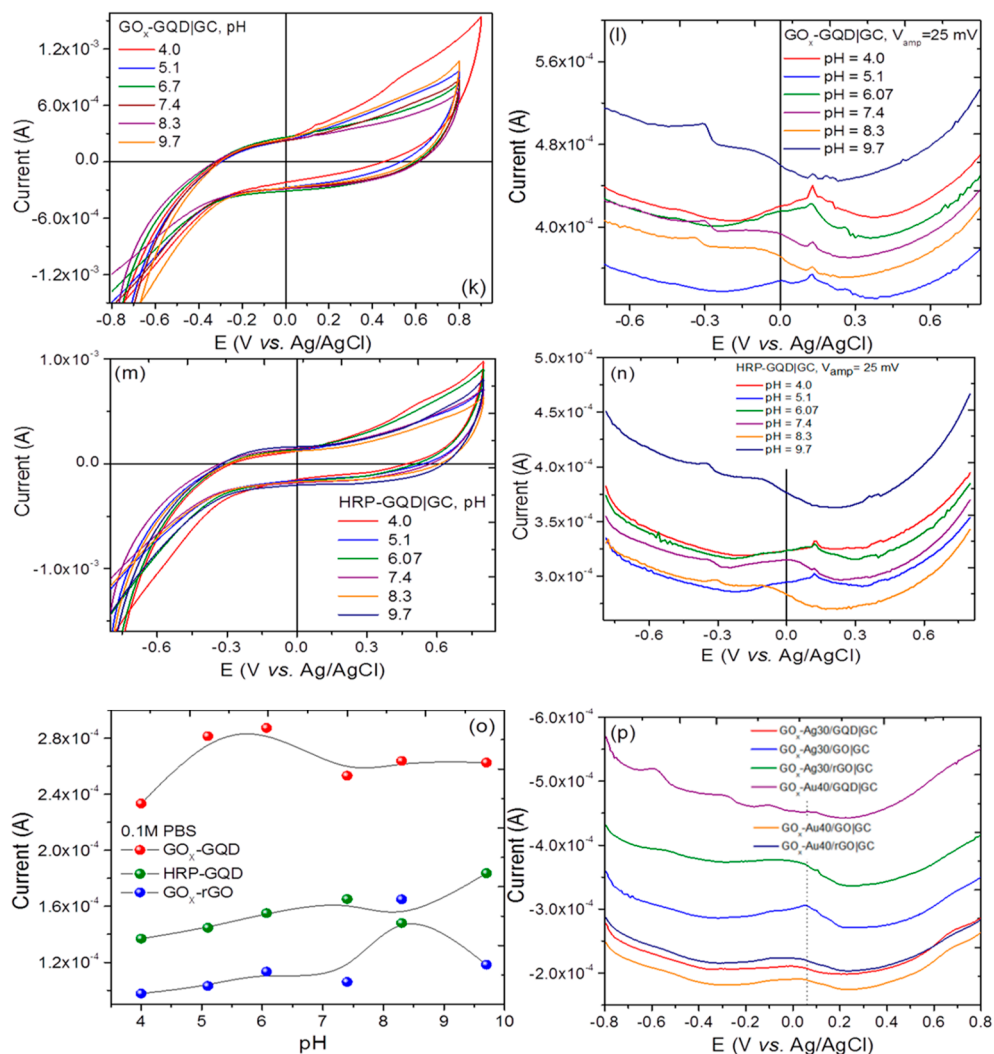 GOx-GQD|GC, pH
4.0
5.1
6.7
7.4
8.3
9.7
1.2x10⁻³
6.0x10⁻⁴
0.0
-6.0x10⁻⁴
-1.2x10⁻³
Current (A)
(k)
-0.8 -0.6 -0.4 -0.2 0.0 0.2 0.4 0.6 0.8
E (V vs. Ag/AgCl)
(l)
GOx-GQD|GC, Vamp=25 mV
pH = 4.0
pH = 5.1
pH = 6.07
pH = 7.4
pH = 8.3
pH = 9.7
5.6x10⁻⁴
4.8x10⁻⁴
4.0x10⁻⁴
Current (A)
-0.6 -0.3 0.0 0.3 0.6
E (V vs. Ag/AgCl)
(m)
1.0x10⁻³
0.0
-1.0x10⁻³
Current (A)
HRP-GQD|GC, pH
4.0
5.1
6.07
7.4
8.3
9.7
-0.6 -0.3 0.0 0.3 0.6
E (V vs. Ag/AgCl)
(n)
HRP-GQD|GC, Vamp= 25 mV
pH = 4.0
pH = 5.1
pH = 6.07
pH = 7.4
pH = 8.3
pH = 9.7
5.0x10⁻⁴
4.5x10⁻⁴
4.0x10⁻⁴
3.5x10⁻⁴
3.0x10⁻⁴
Current (A)
-0.6 -0.3 0.0 0.3 0.6
E (V vs. Ag/AgCl)
(o)
2.8x10⁻⁴
2.4x10⁻⁴
2.0x10⁻⁴
1.6x10⁻⁴
1.2x10⁻⁴
Current (A)
0.1M PBS
GOx-GQD
HRP-GQD
GOx-rGO
4 5 6 7 8 9 10
pH
(p)
GOx-Ag30/GQD|GC
GOx-Ag30/GO|GC
GOx-Ag30/rGO|GC
GOx-Au40/GQD|GC
GOx-Au40/GO|GC
GOx-Au40/rGO|GC
-6.0x10⁻⁴
-5.0x10⁻⁴
-4.0x10⁻⁴
-3.0x10⁻⁴
-2.0x10⁻⁴
Current (A)
-0.8 -0.6 -0.4 -0.2 0.0 0.2 0.4 0.6 0.8
E (V vs. Ag/AgCl)